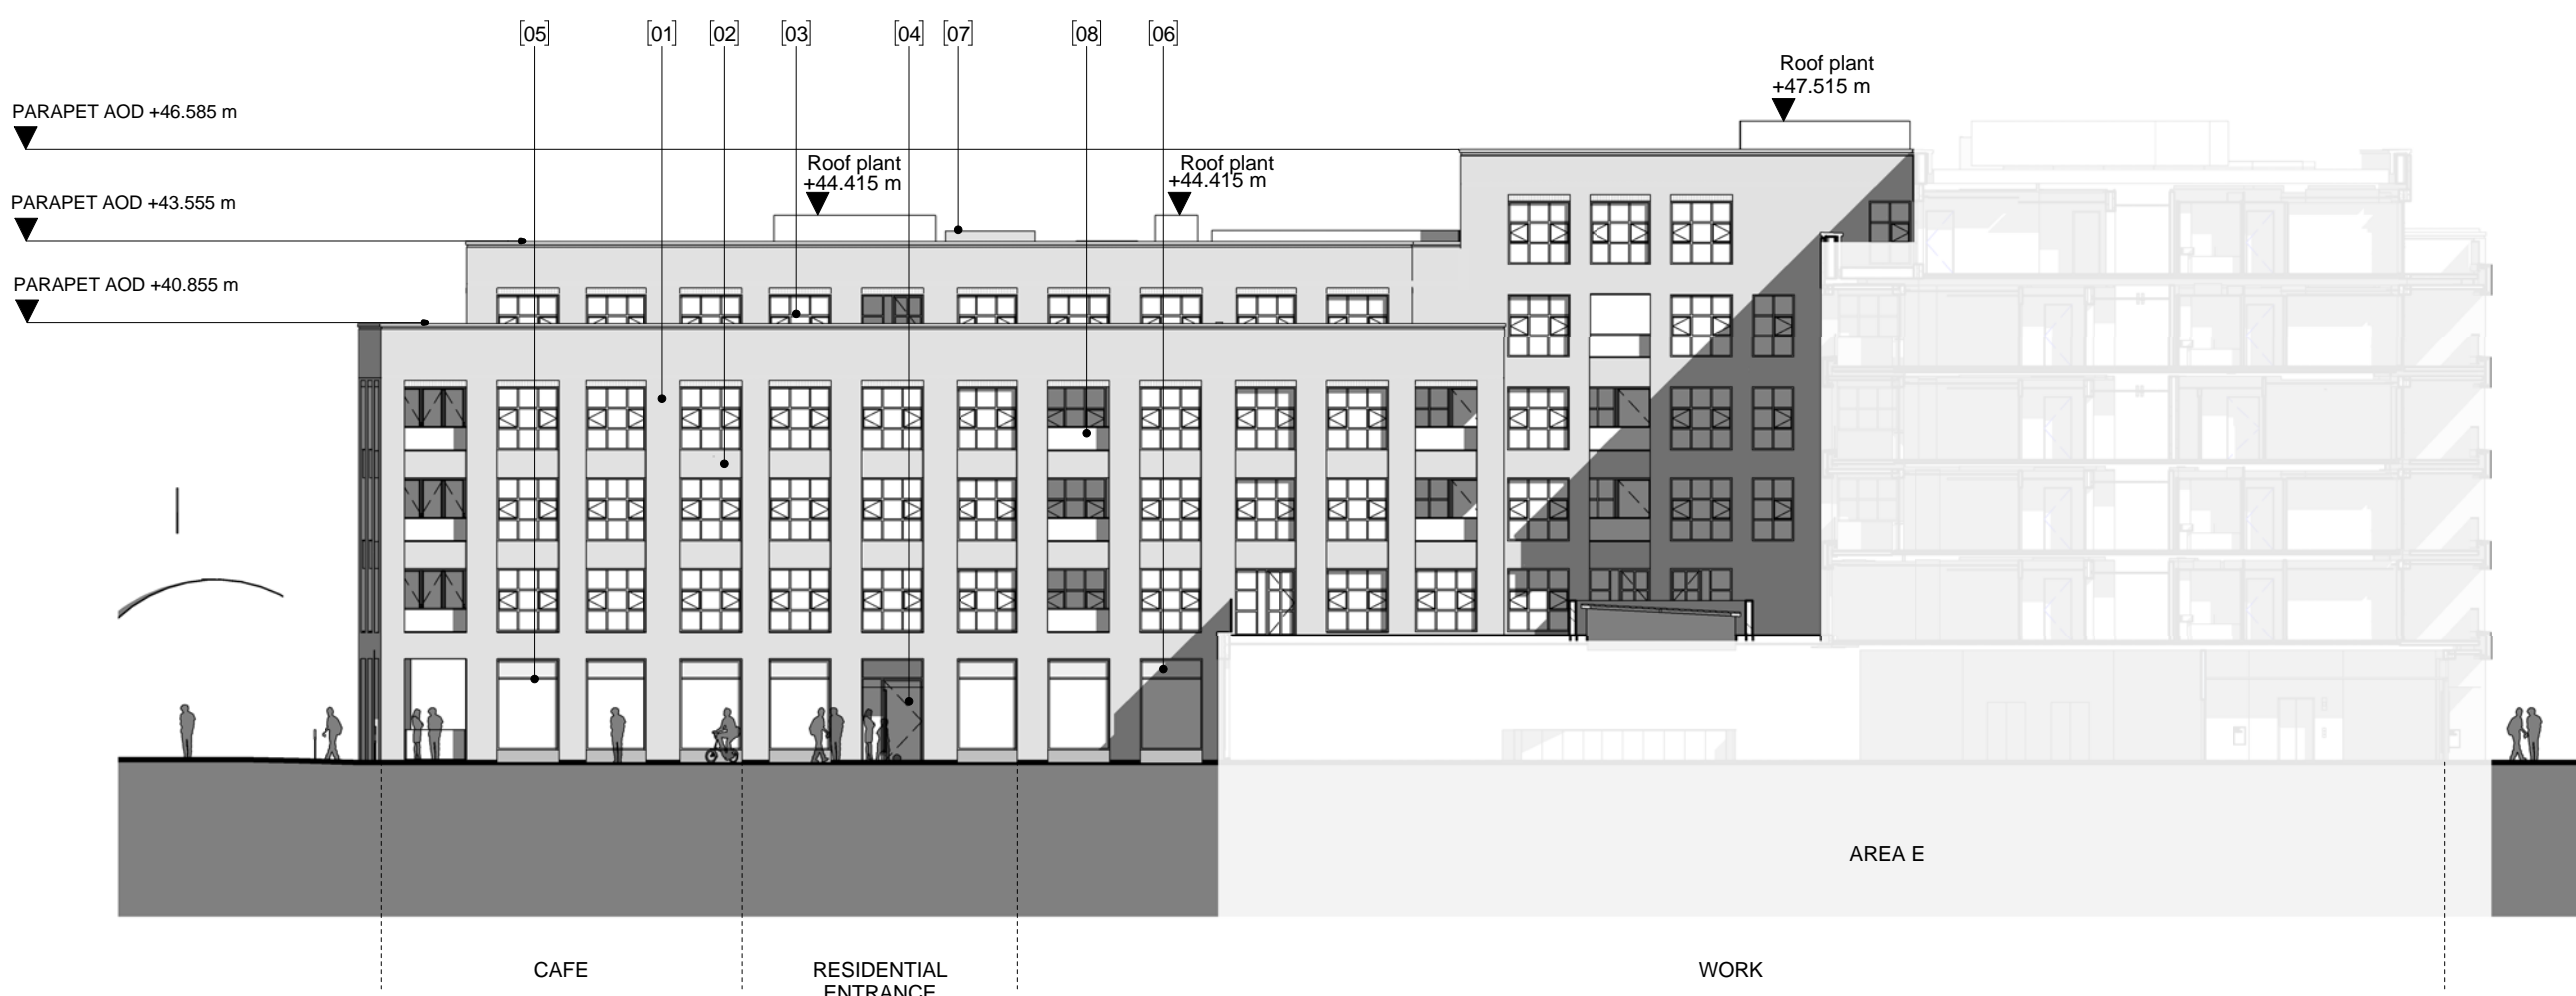 [05] [01] [02] [03] [04] [07] [08] [06]
Roof plant
+47.515 m
PARAPET AOD +46.585 m
Roof plant
+44.415 m
Roof plant
+44.415 m
PARAPET AOD +43.555 m
PARAPET AOD +40.855 m
AREA E
CAFE
RESIDENTIAL
ENTRANCE
WORK